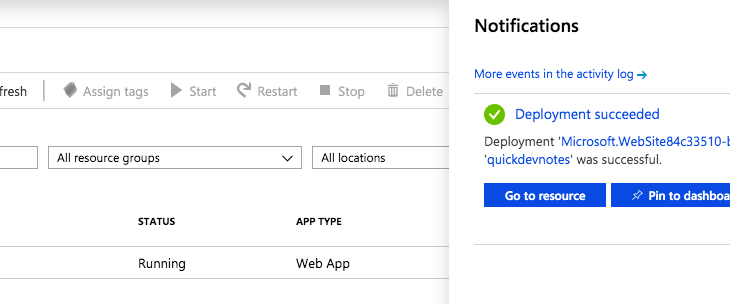 Notifications
More events in the activity log →
fresh Assign tags Start Restart Stop Delete
Deployment succeeded
Deployment 'Microsoft.WebSite84c33510-b
'quickdevnotes' was successful.
All resource groups All locations
Go to resource Pin to dashboa
STATUS APP TYPE
Running Web App